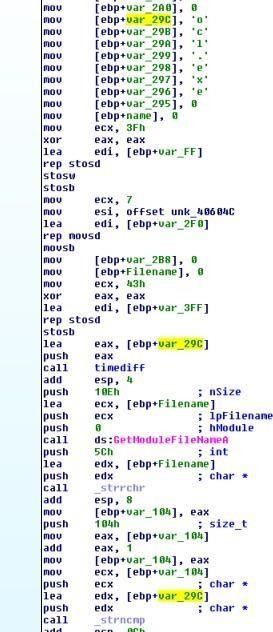 mov [ebp+var_2A0], 0
mov [ebp+var_29C], 'o'
mov [ebp+var_29B], 'c'
mov [ebp+var_29A], 'l'
mov [ebp+var_299], '.'
mov [ebp+var_298], 'e'
mov [ebp+var_297], 'x'
mov [ebp+var_296], 'e'
mov [ebp+var_295], 0
mov [ebp+name], 0
mov ecx, 3Fh
xor eax, eax
lea edi, [ebp+var_FF]
rep stosd
stosw
stosb
mov ecx, 7
mov esi, offset unk_40604C
lea edi, [ebp+var_2F0]
rep movsd
movsb
mov [ebp+var_2B8], 0
mov [ebp+Filename], 0
mov ecx, 43h
xor eax, eax
lea edi, [ebp+var_3FF]
rep stosd
stosb
lea eax, [ebp+var_29C]
push eax
call timediff
add esp, 4
push 10Eh ; nSize
lea ecx, [ebp+Filename]
push ecx ; lpFilename
push 0 ; hModule
call ds:GetModuleFileNameA
push 5Ch ; int
lea edx, [ebp+Filename]
push edx ; char *
call _strrchr
add esp, 8
mov [ebp+var_104], eax
push 104h ; size_t
mov eax, [ebp+var_104]
add eax, 1
mov [ebp+var_104], eax
mov ecx, [ebp+var_104]
push ecx ; char *
lea edx, [ebp+var_29C]
push edx ; char *
call _strncmp
add esp, 0Ch